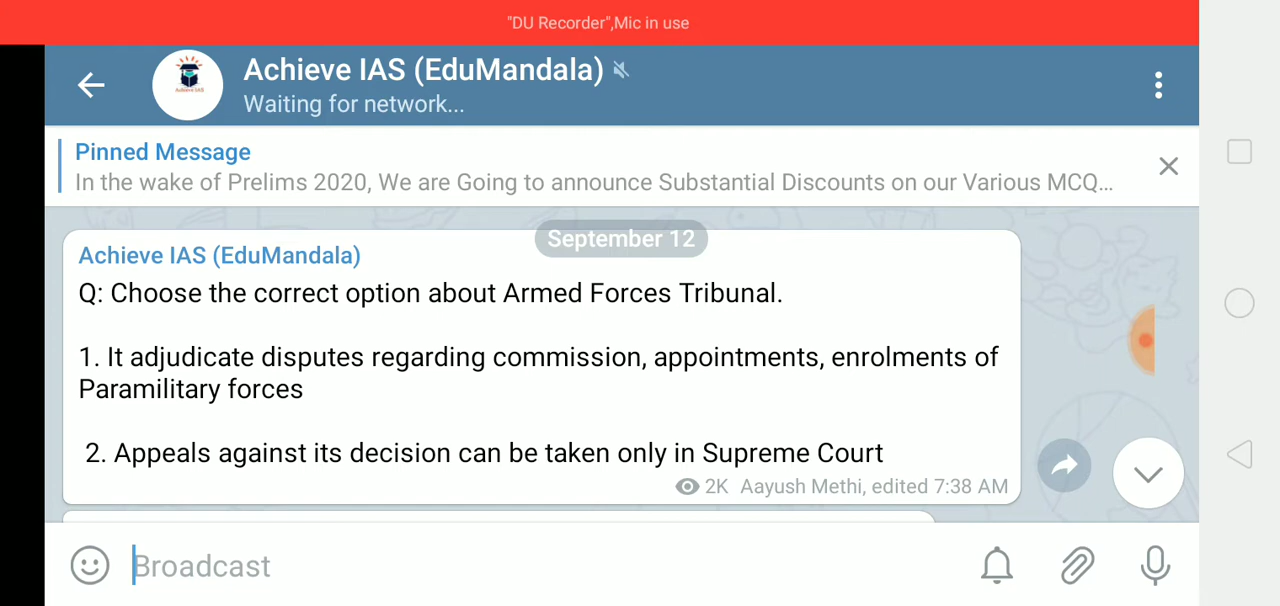 "DU Recorder",Mic in use
Achieve IAS (EduMandala)
Waiting for network...
Pinned Message
In the wake of Prelims 2020, We are Going to announce Substantial Discounts on our Various MCQ...
September 12
Achieve IAS (EduMandala)
Q: Choose the correct option about Armed Forces Tribunal.
1. It adjudicate disputes regarding commission, appointments, enrolments of
Paramilitary forces
2. Appeals against its decision can be taken only in Supreme Court
2K Aayush Methi, edited 7:38 AM
Broadcast